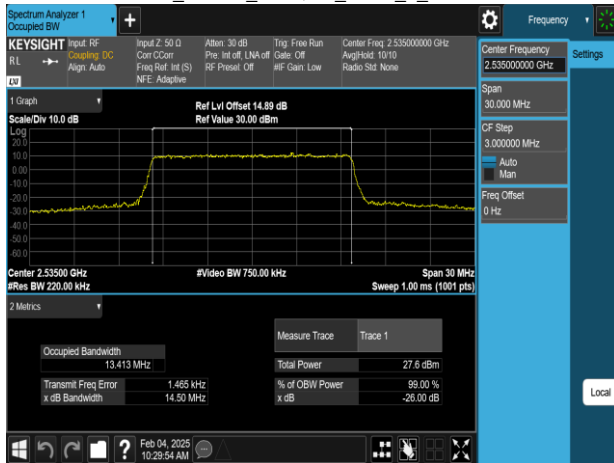 Spectrum Analyzer 1
Occupied BW
Frequency
KEYSIGHT
Input: RF
Coupling: DC
Align: Auto
RL
LXI
Input Z: 50 Ω
Corr CCorr
Freq Ref: Int (S)
NFE: Adaptive
Atten: 30 dB
Pre: Int off, LNA off
RF Preset: Off
Trig: Free Run
Gate: Off
#IF Gain: Low
Center Freq: 2.535000000 GHz
Avg|Hold: 10/10
Radio Std: None
Center Frequency
2.535000000 GHz
Settings
Span
30.000 MHz
CF Step
3.000000 MHz
Auto
Man
Freq Offset
0 Hz
Local
1 Graph
Scale/Div 10.0 dB
Ref Lvl Offset 14.89 dB
Ref Value 30.00 dBm
Log
20.0
10.0
0.00
-10.0
-20.0
-30.0
-40.0
-50.0
-60.0
Center 2.53500 GHz
#Res BW 220.00 kHz
#Video BW 750.00 kHz
Span 30 MHz
Sweep 1.00 ms (1001 pts)
2 Metrics
Measure Trace Trace 1
Occupied Bandwidth
13.413 MHz
Total Power 27.6 dBm
Transmit Freq Error 1.465 kHz
% of OBW Power 99.00 %
x dB Bandwidth 14.50 MHz
x dB -26.00 dB
?
Feb 04, 2025
10:29:54 AM